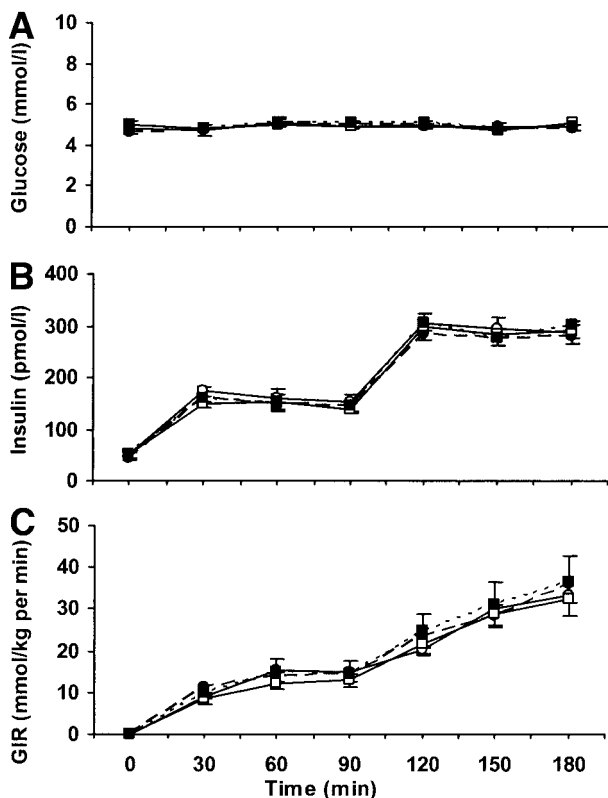 A
Glucose (mmol/l)
10
8
6
4
2
0
B
Insulin (pmol/l)
400
300
200
100
0
C
GIR (mmol/kg per min)
50
40
30
20
10
0
0 30 60 90 120 150 180
Time (min)